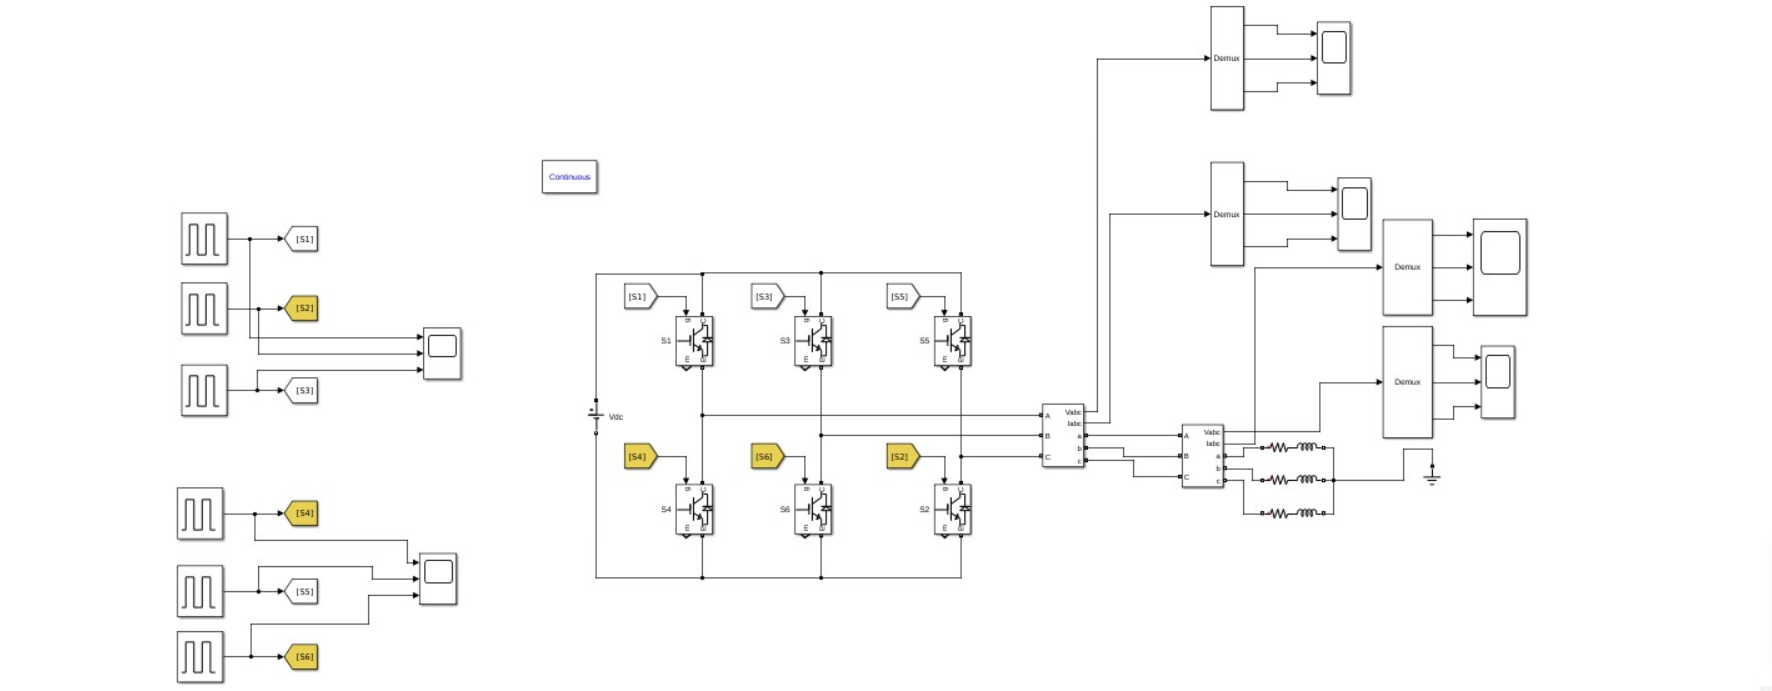 Demux
Continuous
Demux
[S1]
Demux
[S2]
[S1]
[S3]
[S5]
g
C
g
C
g
C
S1
S3
S5
m
E
m
E
m
E
[S3]
Demux
Vdc
Vabc
A
Iabc
B
a
b
C
c
Vabc
A
Iabc
B
a
b
C
c
[S4]
[S6]
[S2]
g
C
g
C
g
C
S4
S6
S2
m
E
m
E
m
E
[S4]
[S5]
[S6]